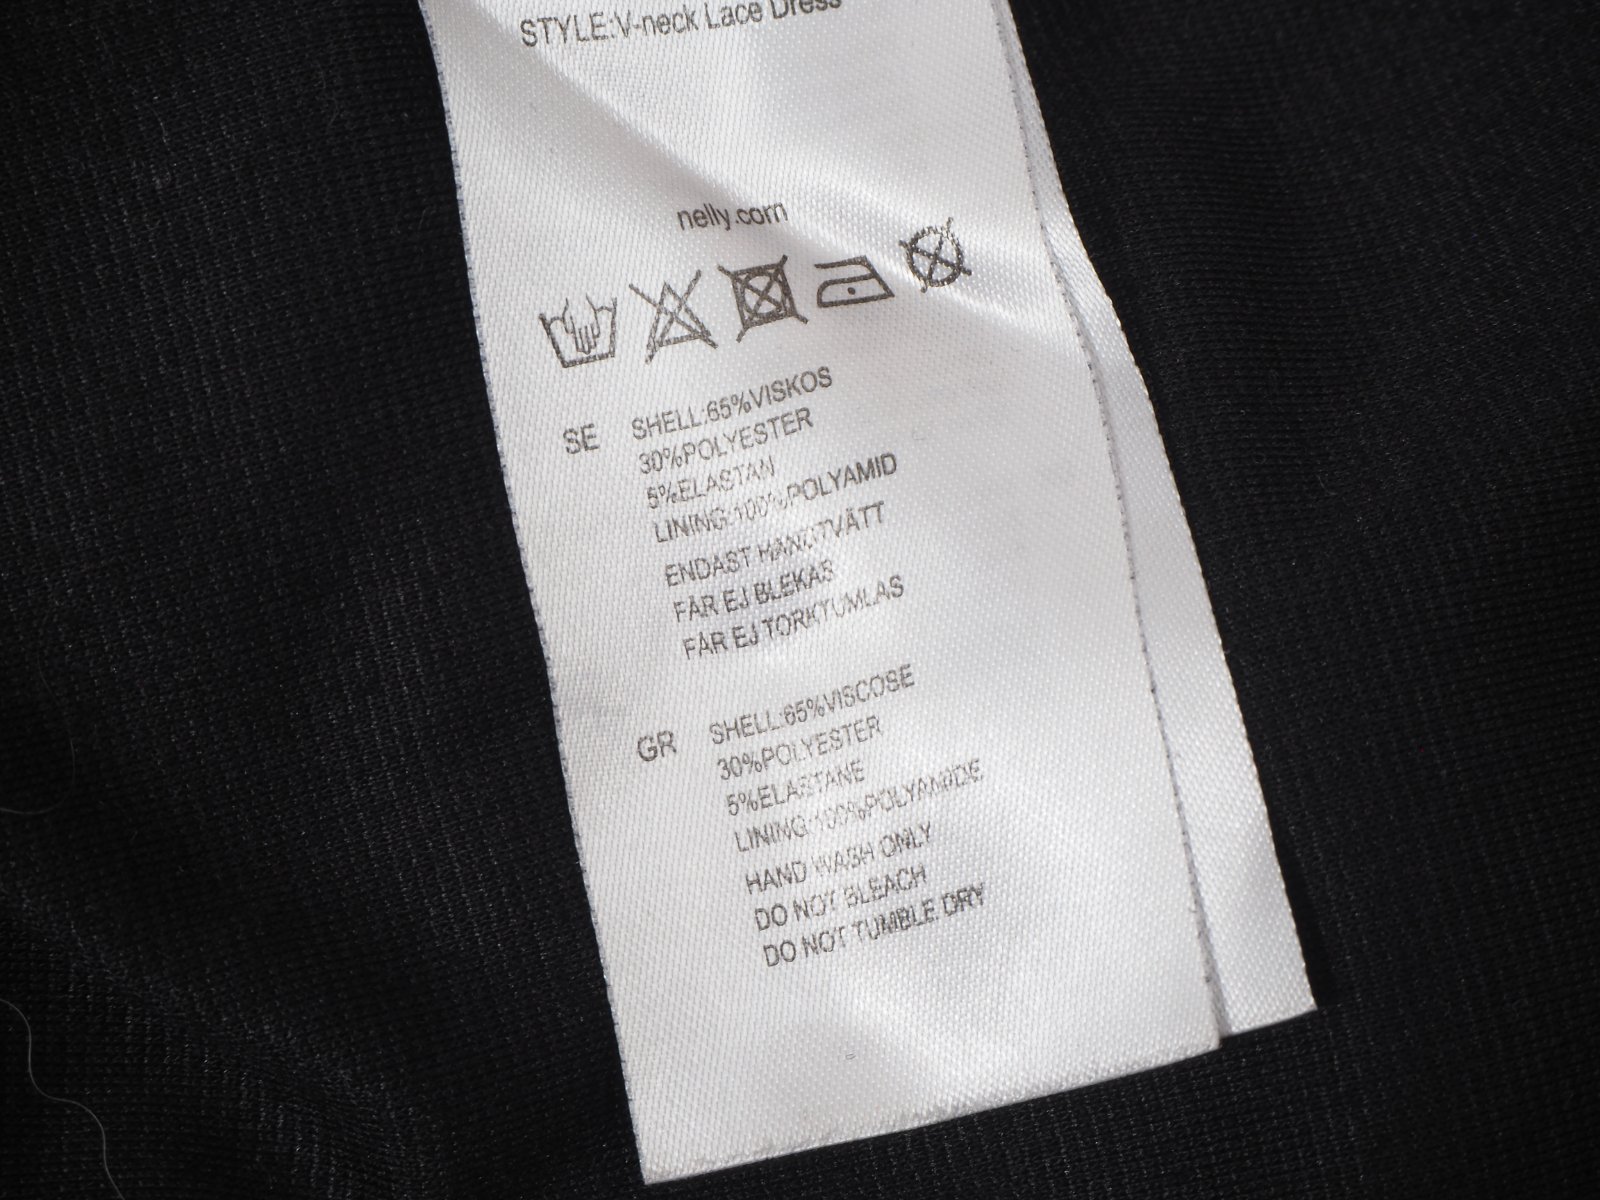 STYLE:V-neck Lace Dress
nelly.com
SE
SHELL:65%VISKOS
30%POLYESTER
5%ELASTAN
LINING:100%POLYAMID
ENDAST HANDTVÄTT
FÅR EJ BLEKAS
FÅR EJ TORKTUMLAS
GR
SHELL:65%VISCOSE
30%POLYESTER
5%ELASTANE
LINING:100%POLYAMIDE
HAND WASH ONLY
DO NOT BLEACH
DO NOT TUMBLE DRY